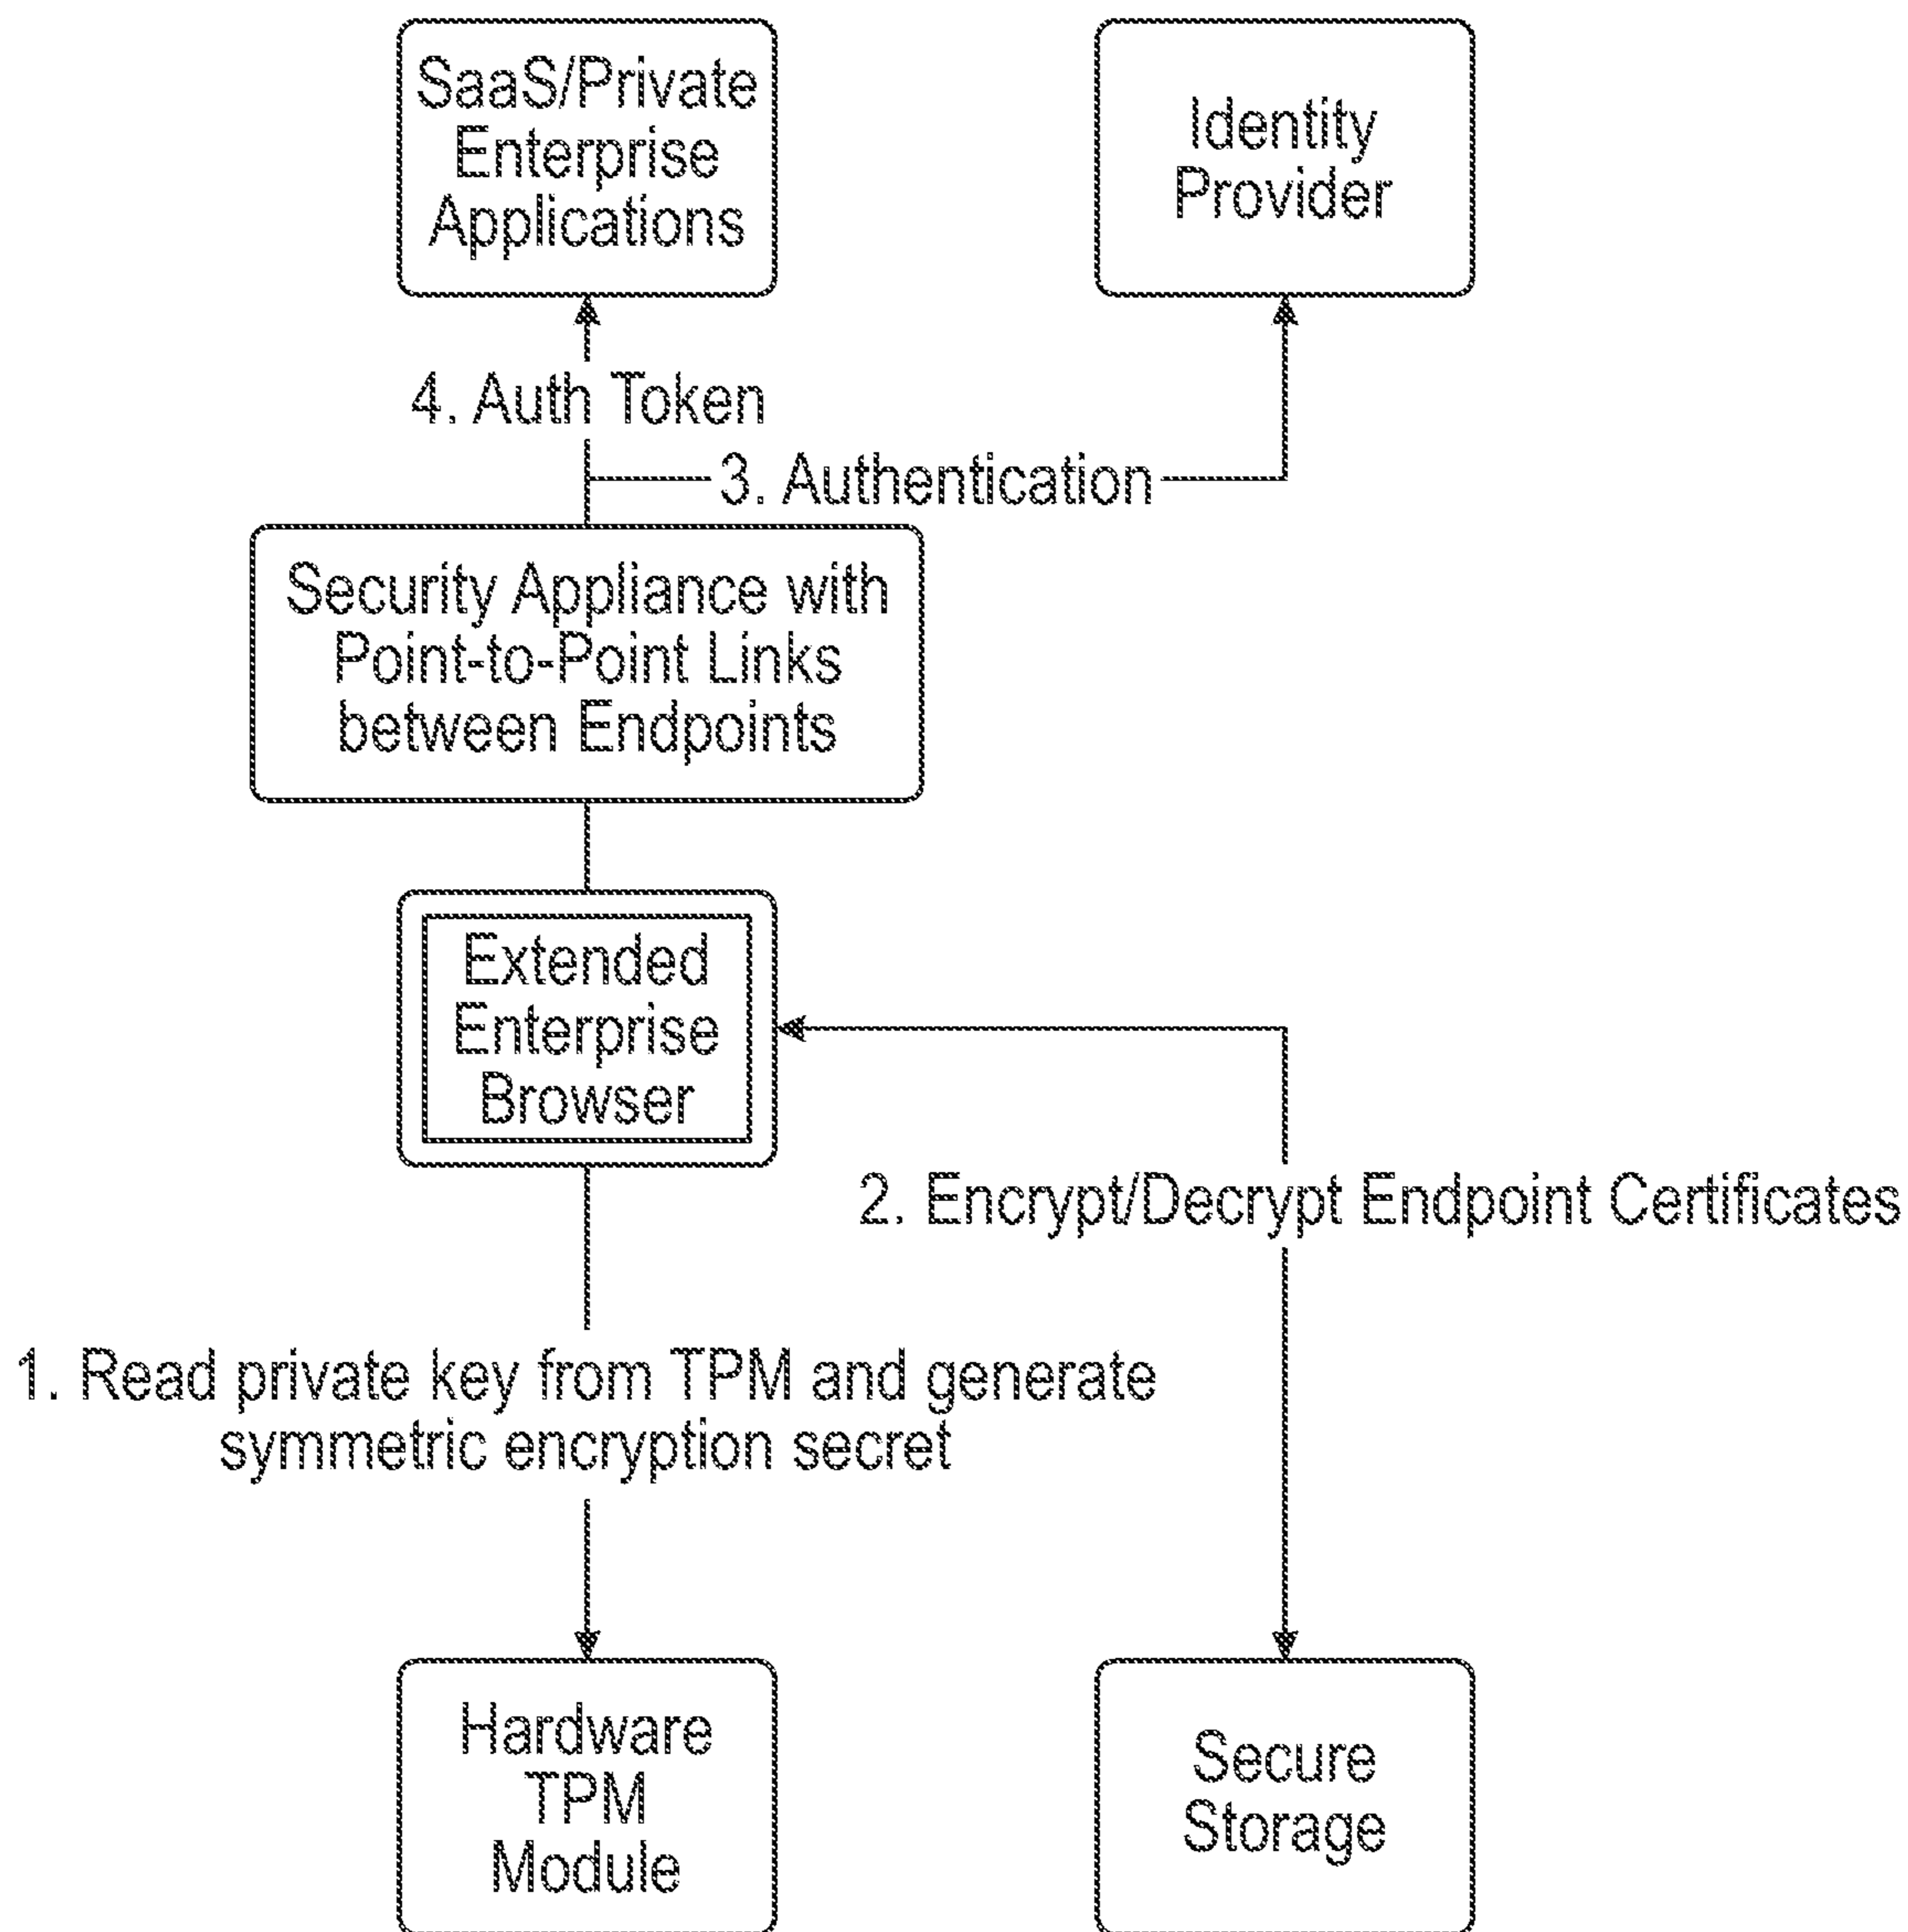 SaaS/Private
Enterprise
Applications
Identity
Provider
4. Auth Token
3. Authentication
Security Appliance with
Point-to-Point Links
between Endpoints
Extended
Enterprise
Browser
2. Encrypt/Decrypt Endpoint Certificates
1. Read private key from TPM and generate
symmetric encryption secret
Hardware
TPM
Module
Secure
Storage